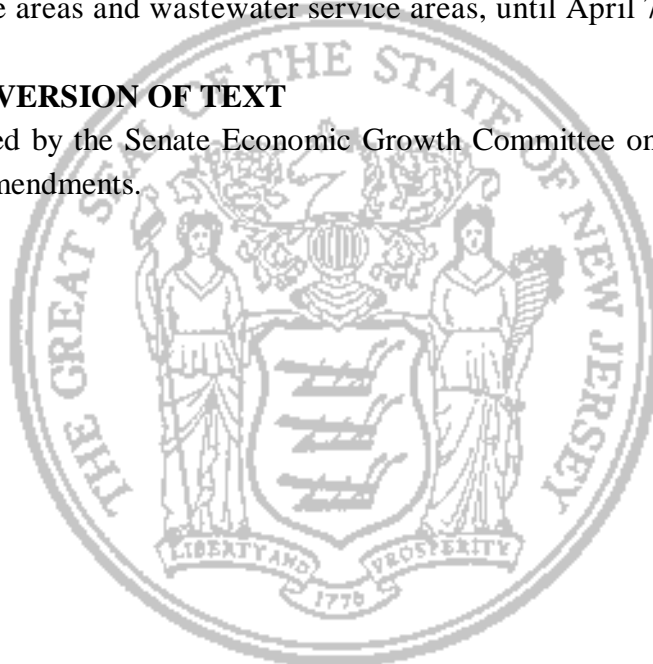 e areas and wastewater service areas, until April 7
VERSION OF TEXT
ed by the Senate Economic Growth Committee on
mendments.
THE GREAT SEAL OF THE STATE OF NEW JERSEY
LIBERTY AND PROSPERITY
1776